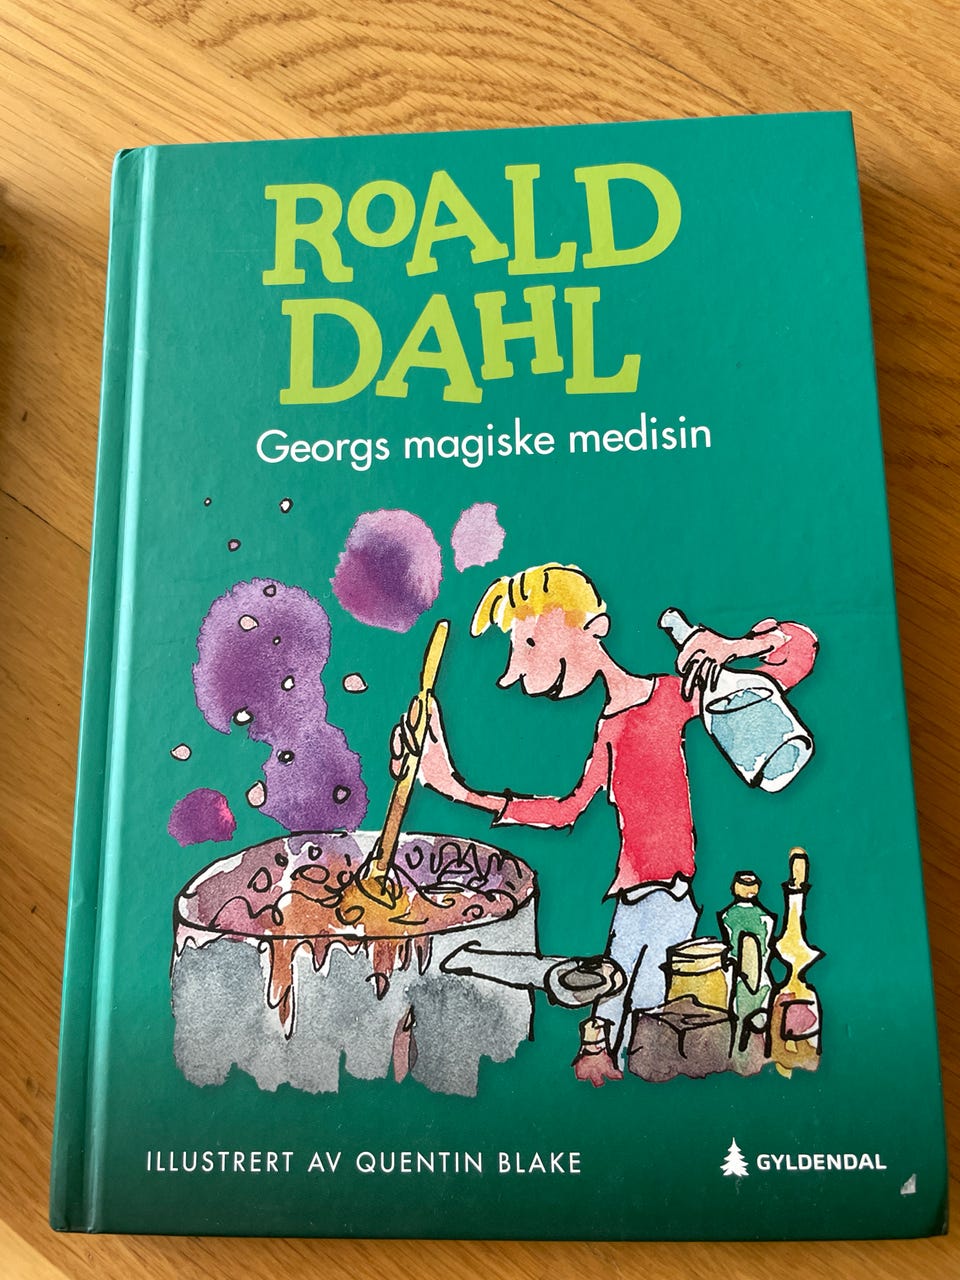 ROALD
DAHL
Georgs magiske medisin
ILLUSTRERT AV QUENTIN BLAKE
GYLDENDAL